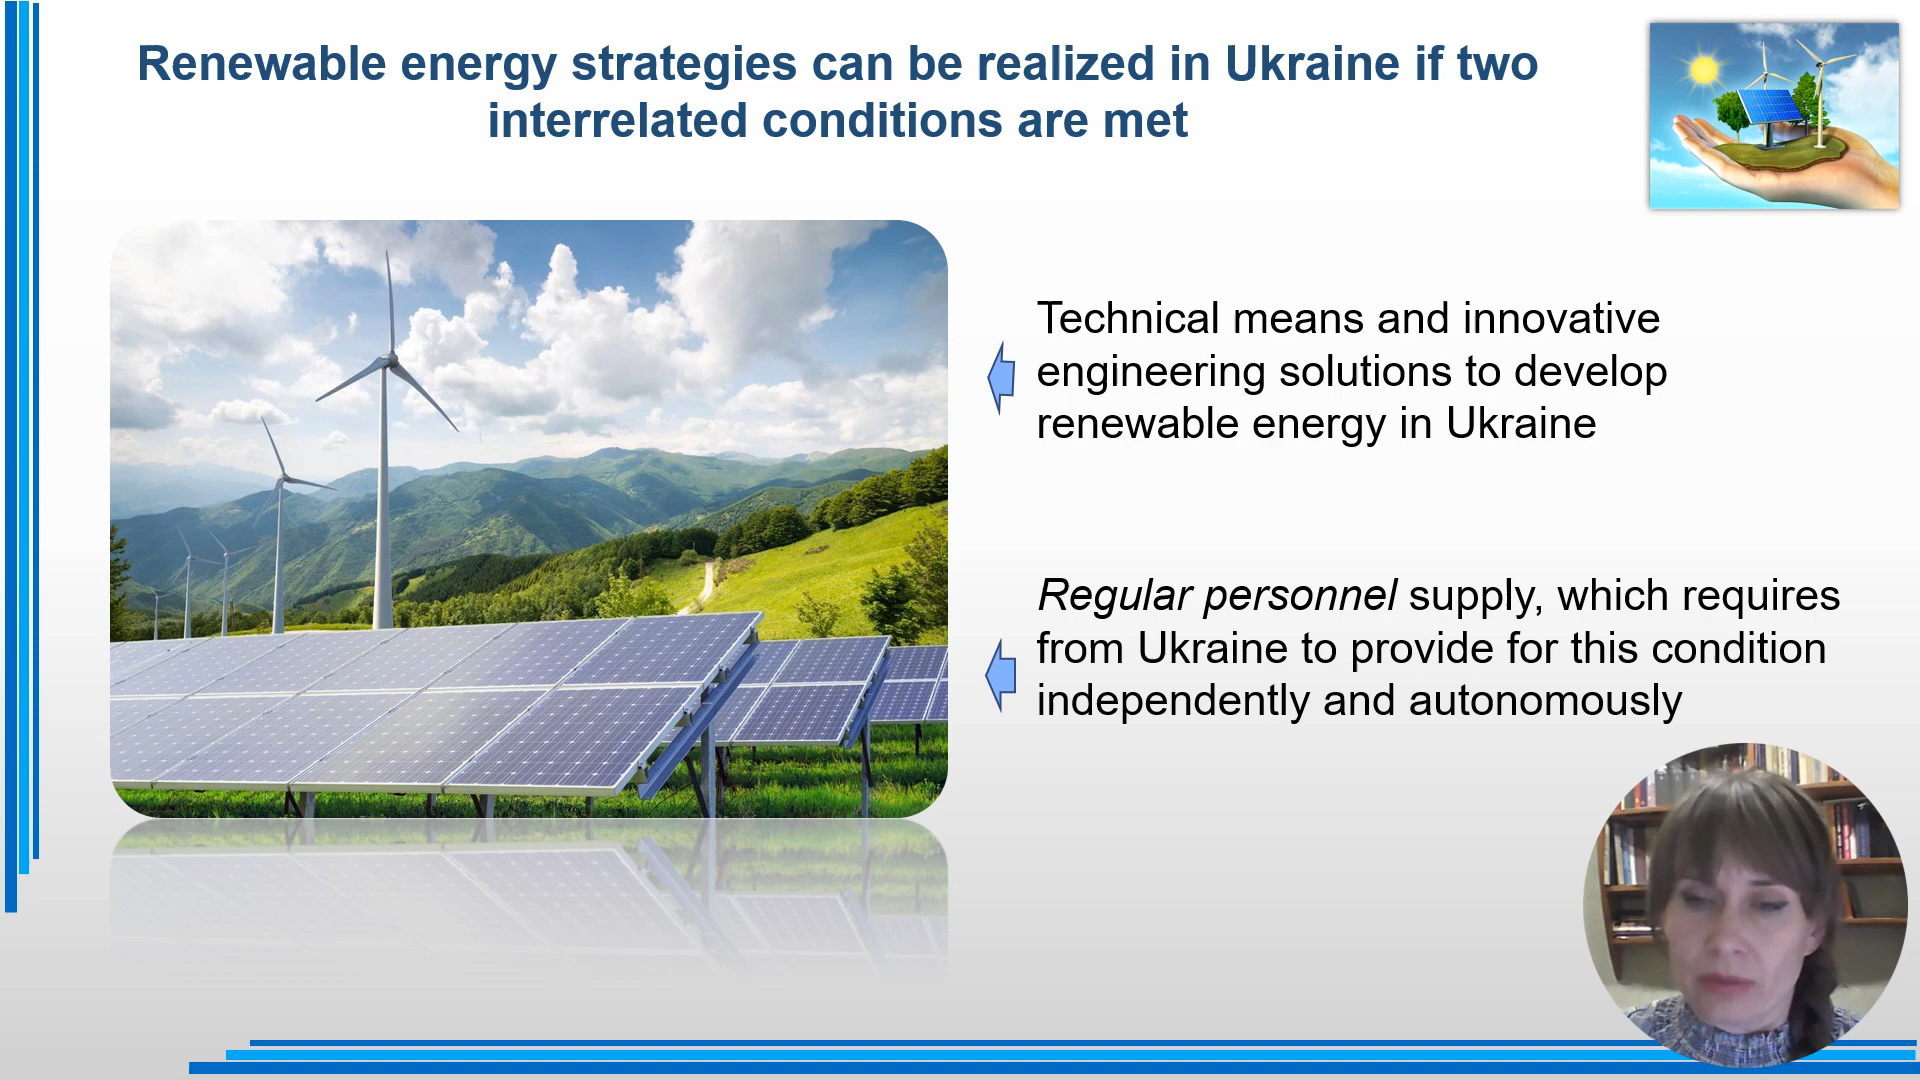 Renewable energy strategies can be realized in Ukraine if two
interrelated conditions are met
Technical means and innovative
engineering solutions to develop
renewable energy in Ukraine
Regular personnel supply, which requires
from Ukraine to provide for this condition
independently and autonomously